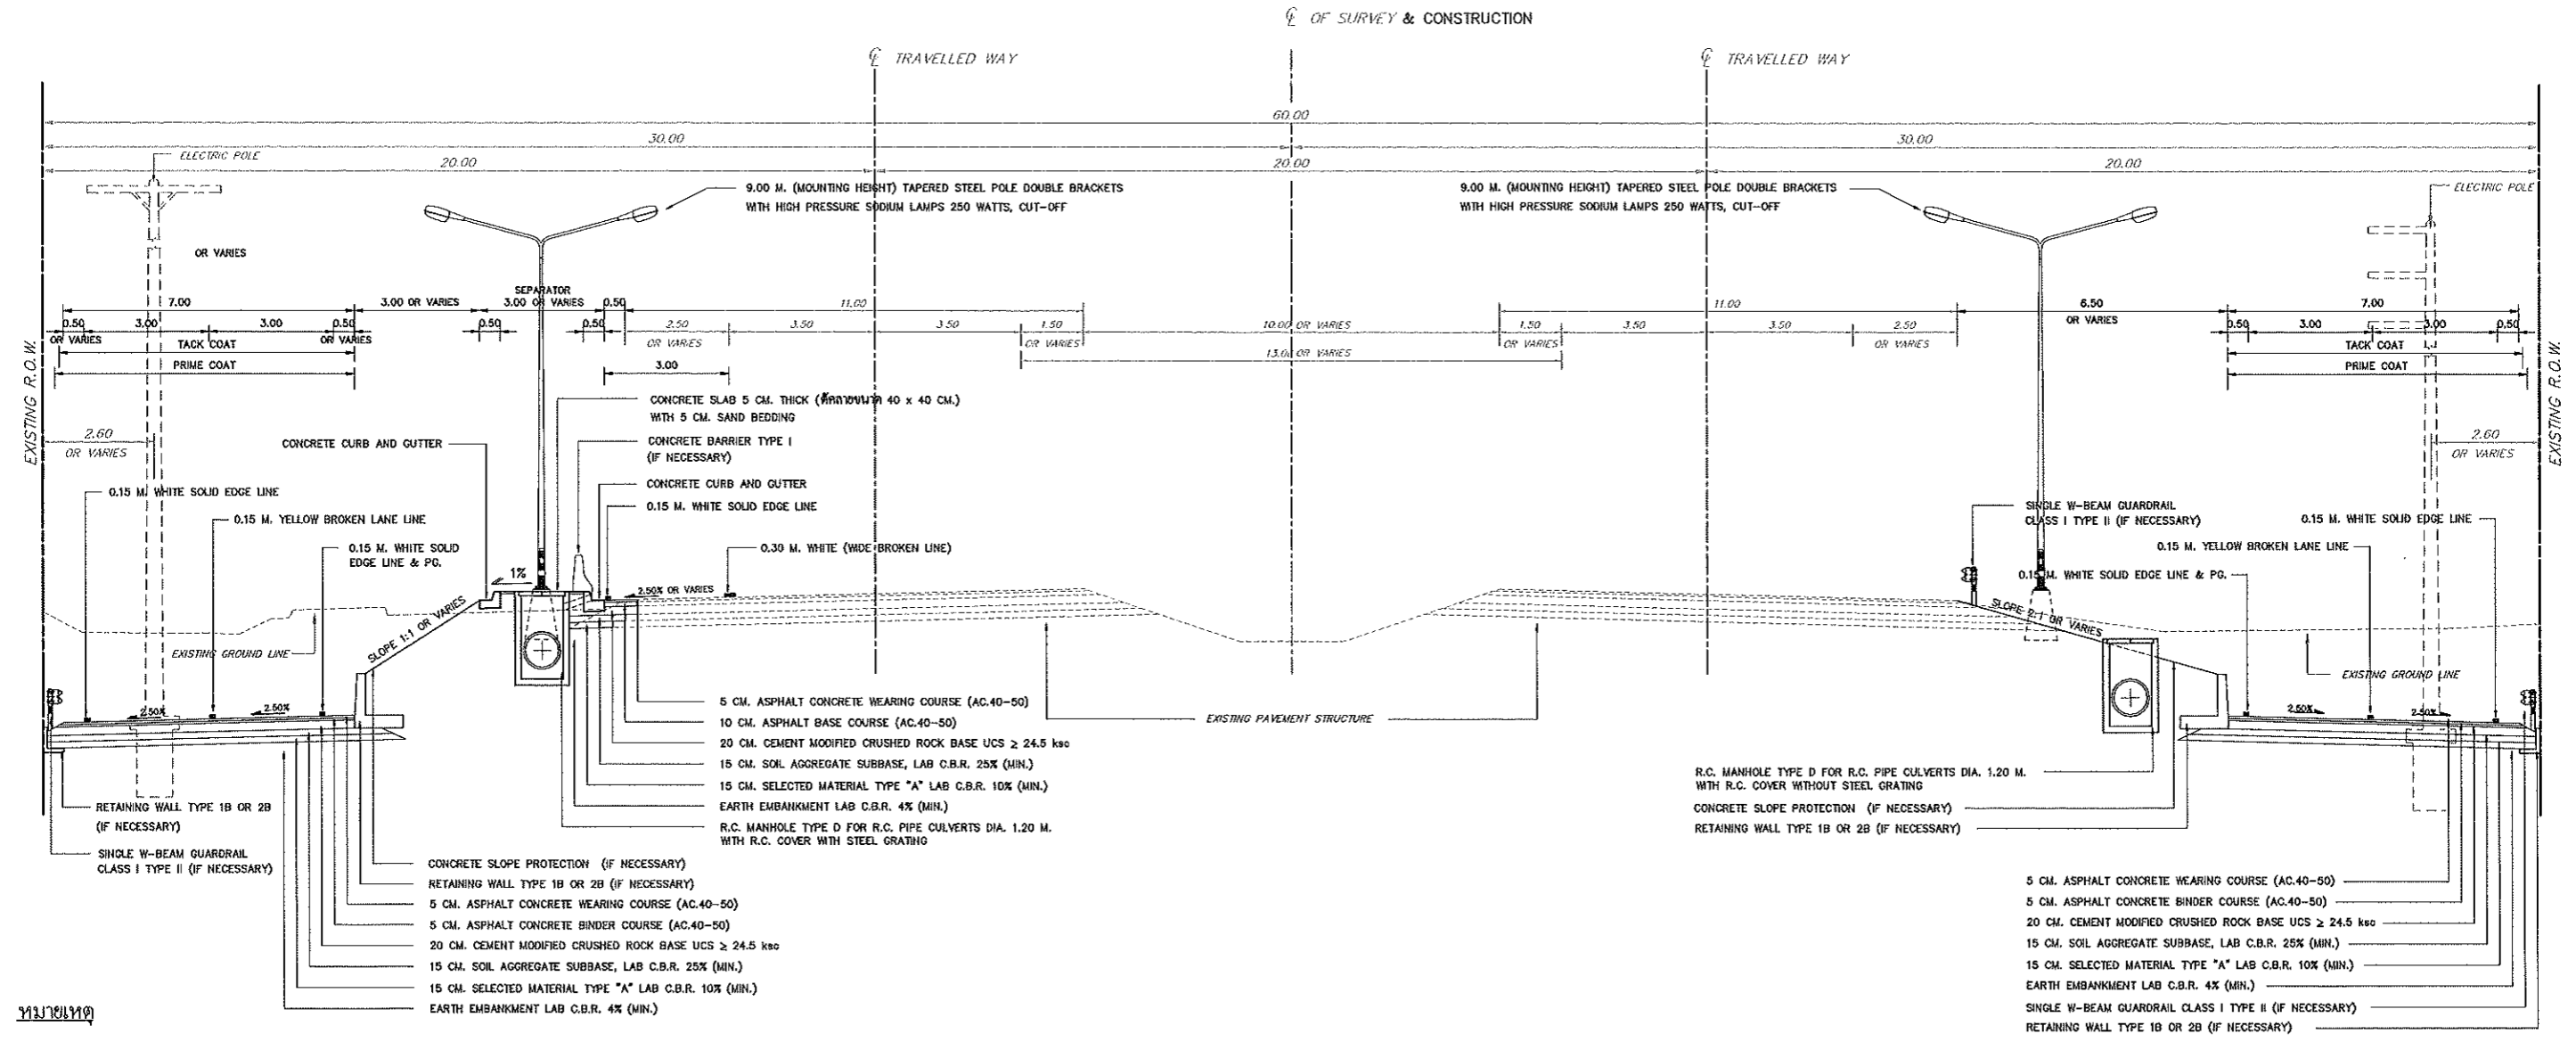 ℄ OF SURVEY & CONSTRUCTION
℄ TRAVELLED WAY
℄ TRAVELLED WAY
60.00
30.00
30.00
20.00
20.00
20.00
ELECTRIC POLE
ELECTRIC POLE
9.00 M. (MOUNTING HEIGHT) TAPERED STEEL POLE DOUBLE BRACKETS
WITH HIGH PRESSURE SODIUM LAMPS 250 WATTS, CUT-OFF
9.00 M. (MOUNTING HEIGHT) TAPERED STEEL POLE DOUBLE BRACKETS
WITH HIGH PRESSURE SODIUM LAMPS 250 WATTS, CUT-OFF
OR VARIES
SEPARATOR
7.00
3.00 OR VARIES
3.00 OR VARIES
0.50
11.00
11.00
6.50
OR VARIES
7.00
0.50
OR VARIES
3.00
3.00
0.50
OR VARIES
0.50
0.50
2.50
OR VARIES
3.50
3.50
1.50
OR VARIES
10.00 OR VARIES
1.50
OR VARIES
3.50
3.50
2.50
OR VARIES
0.50
3.00
3.00
0.50
TACK COAT
PRIME COAT
13.00 OR VARIES
3.00
TACK COAT
PRIME COAT
EXISTING R.O.W.
EXISTING R.O.W.
2.60
OR VARIES
2.60
OR VARIES
CONCRETE SLAB 5 CM. THICK (ตัดลายขนาด 40 x 40 CM.)
WITH 5 CM. SAND BEDDING
CONCRETE CURB AND GUTTER
CONCRETE BARRIER TYPE I
(IF NECESSARY)
CONCRETE CURB AND GUTTER
0.15 M. WHITE SOLID EDGE LINE
0.15 M. WHITE SOLID EDGE LINE
0.15 M. YELLOW BROKEN LANE LINE
0.15 M. WHITE SOLID
EDGE LINE & PG.
0.30 M. WHITE (WIDE BROKEN LINE)
SINGLE W-BEAM GUARDRAIL
CLASS I TYPE II (IF NECESSARY)
0.15 M. WHITE SOLID EDGE LINE
0.15 M. YELLOW BROKEN LANE LINE
0.15 M. WHITE SOLID EDGE LINE & PG.
1%
2.50% OR VARIES
SLOPE 1:1 OR VARIES
SLOPE 2:1 OR VARIES
EXISTING GROUND LINE
EXISTING GROUND LINE
2.50%
2.50%
2.50%
2.50%
5 CM. ASPHALT CONCRETE WEARING COURSE (AC.40-50)
10 CM. ASPHALT BASE COURSE (AC.40-50)
20 CM. CEMENT MODIFIED CRUSHED ROCK BASE UCS ≥ 24.5 ksc
15 CM. SOIL AGGREGATE SUBBASE, LAB C.B.R. 25% (MIN.)
15 CM. SELECTED MATERIAL TYPE "A" LAB C.B.R. 10% (MIN.)
EARTH EMBANKMENT LAB C.B.R. 4% (MIN.)
R.C. MANHOLE TYPE D FOR R.C. PIPE CULVERTS DIA. 1.20 M.
WITH R.C. COVER WITH STEEL GRATING
EXISTING PAVEMENT STRUCTURE
R.C. MANHOLE TYPE D FOR R.C. PIPE CULVERTS DIA. 1.20 M.
WITH R.C. COVER WITHOUT STEEL GRATING
CONCRETE SLOPE PROTECTION (IF NECESSARY)
RETAINING WALL TYPE 1B OR 2B (IF NECESSARY)
RETAINING WALL TYPE 1B OR 2B
(IF NECESSARY)
SINGLE W-BEAM GUARDRAIL
CLASS I TYPE II (IF NECESSARY)
CONCRETE SLOPE PROTECTION (IF NECESSARY)
RETAINING WALL TYPE 1B OR 2B (IF NECESSARY)
5 CM. ASPHALT CONCRETE WEARING COURSE (AC.40-50)
5 CM. ASPHALT CONCRETE BINDER COURSE (AC.40-50)
20 CM. CEMENT MODIFIED CRUSHED ROCK BASE UCS ≥ 24.5 ksc
15 CM. SOIL AGGREGATE SUBBASE, LAB C.B.R. 25% (MIN.)
15 CM. SELECTED MATERIAL TYPE "A" LAB C.B.R. 10% (MIN.)
EARTH EMBANKMENT LAB C.B.R. 4% (MIN.)
5 CM. ASPHALT CONCRETE WEARING COURSE (AC.40-50)
5 CM. ASPHALT CONCRETE BINDER COURSE (AC.40-50)
20 CM. CEMENT MODIFIED CRUSHED ROCK BASE UCS ≥ 24.5 ksc
15 CM. SOIL AGGREGATE SUBBASE, LAB C.B.R. 25% (MIN.)
15 CM. SELECTED MATERIAL TYPE "A" LAB C.B.R. 10% (MIN.)
EARTH EMBANKMENT LAB C.B.R. 4% (MIN.)
SINGLE W-BEAM GUARDRAIL CLASS I TYPE II (IF NECESSARY)
RETAINING WALL TYPE 1B OR 2B (IF NECESSARY)
หมายเหตุ